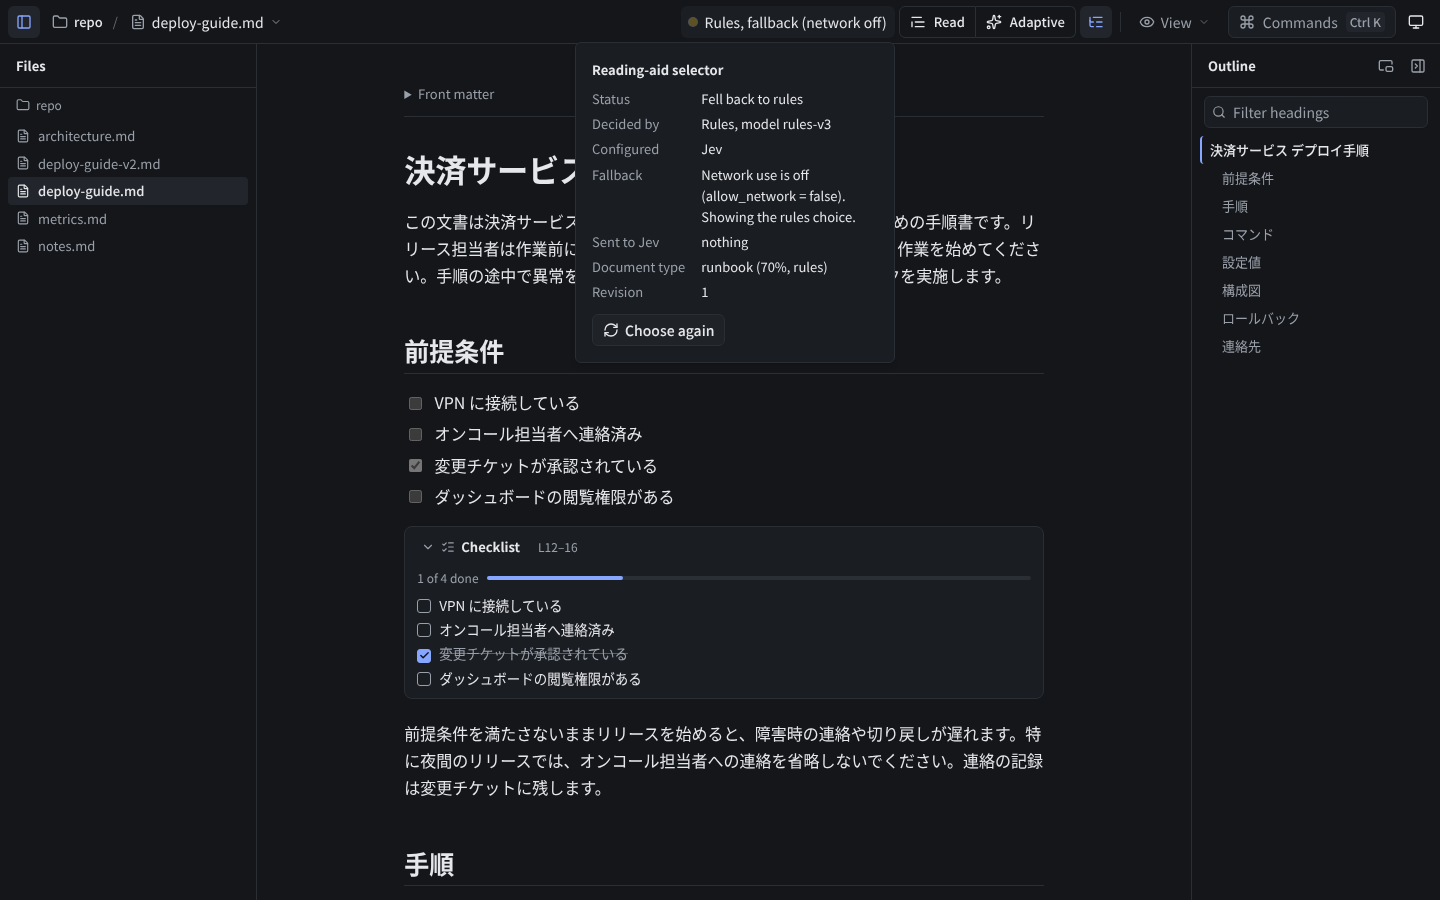 repo / deploy-guide.md
Rules, fallback (network off)
Read
Adaptive
View
Commands Ctrl K
Files
repo
architecture.md
deploy-guide-v2.md
deploy-guide.md
metrics.md
notes.md
Front matter
決済サービス
この文書は決済サービス
めの手順書です。リ
リース担当者は作業前に
作業を始めてくださ
い。手順の途中で異常を
を実施します。
Reading-aid selector
Status Fell back to rules
Decided by Rules, model rules-v3
Configured Jev
Fallback Network use is off
(allow_network = false).
Showing the rules choice.
Sent to Jev nothing
Document type runbook (70%, rules)
Revision 1
Choose again
前提条件
VPN に接続している
オンコール担当者へ連絡済み
変更チケットが承認されている
ダッシュボードの閲覧権限がある
Checklist L12–16
1 of 4 done
VPN に接続している
オンコール担当者へ連絡済み
変更チケットが承認されている
ダッシュボードの閲覧権限がある
前提条件を満たさないままリリースを始めると、障害時の連絡や切り戻しが遅れます。特
に夜間のリリースでは、オンコール担当者への連絡を省略しないでください。連絡の記録
は変更チケットに残します。
手順
Outline
Filter headings
決済サービス デプロイ手順
前提条件
手順
コマンド
設定値
構成図
ロールバック
連絡先